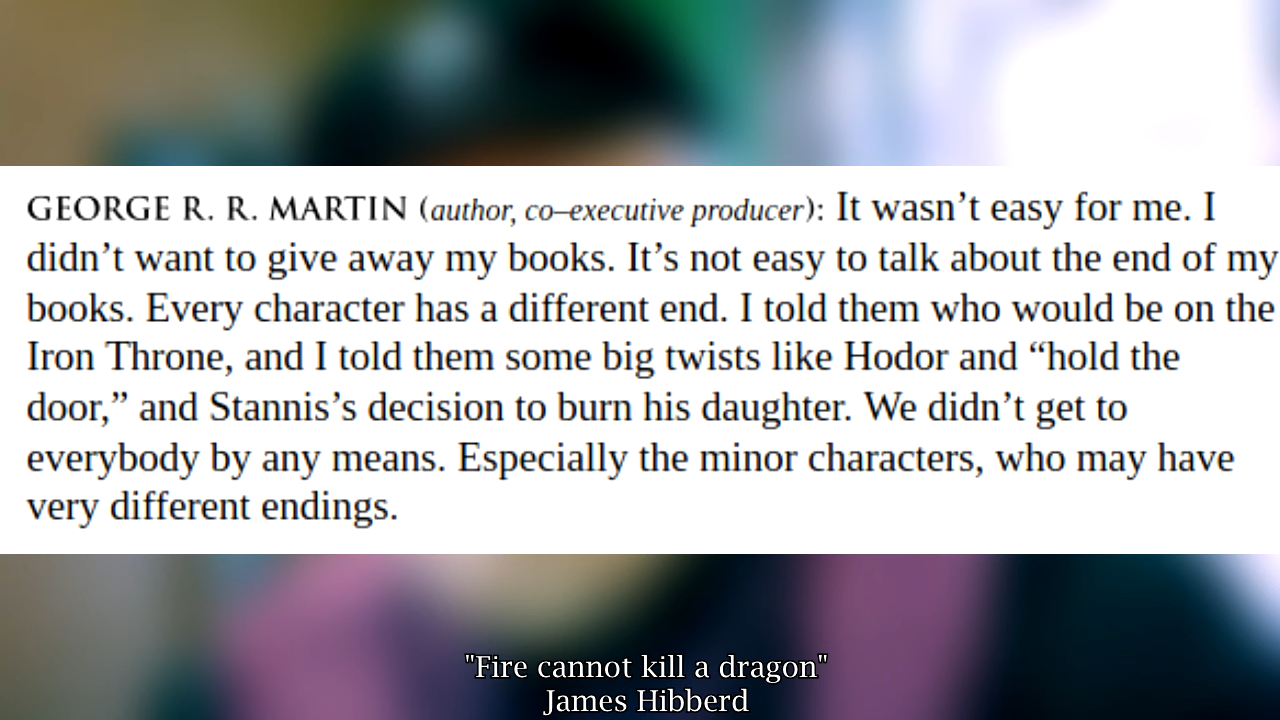 GEORGE R. R. MARTIN (author, co–executive producer): It wasn’t easy for me. I
didn’t want to give away my books. It’s not easy to talk about the end of my
books. Every character has a different end. I told them who would be on the
Iron Throne, and I told them some big twists like Hodor and “hold the
door,” and Stannis’s decision to burn his daughter. We didn’t get to
everybody by any means. Especially the minor characters, who may have
very different endings.
"Fire cannot kill a dragon"
James Hibberd